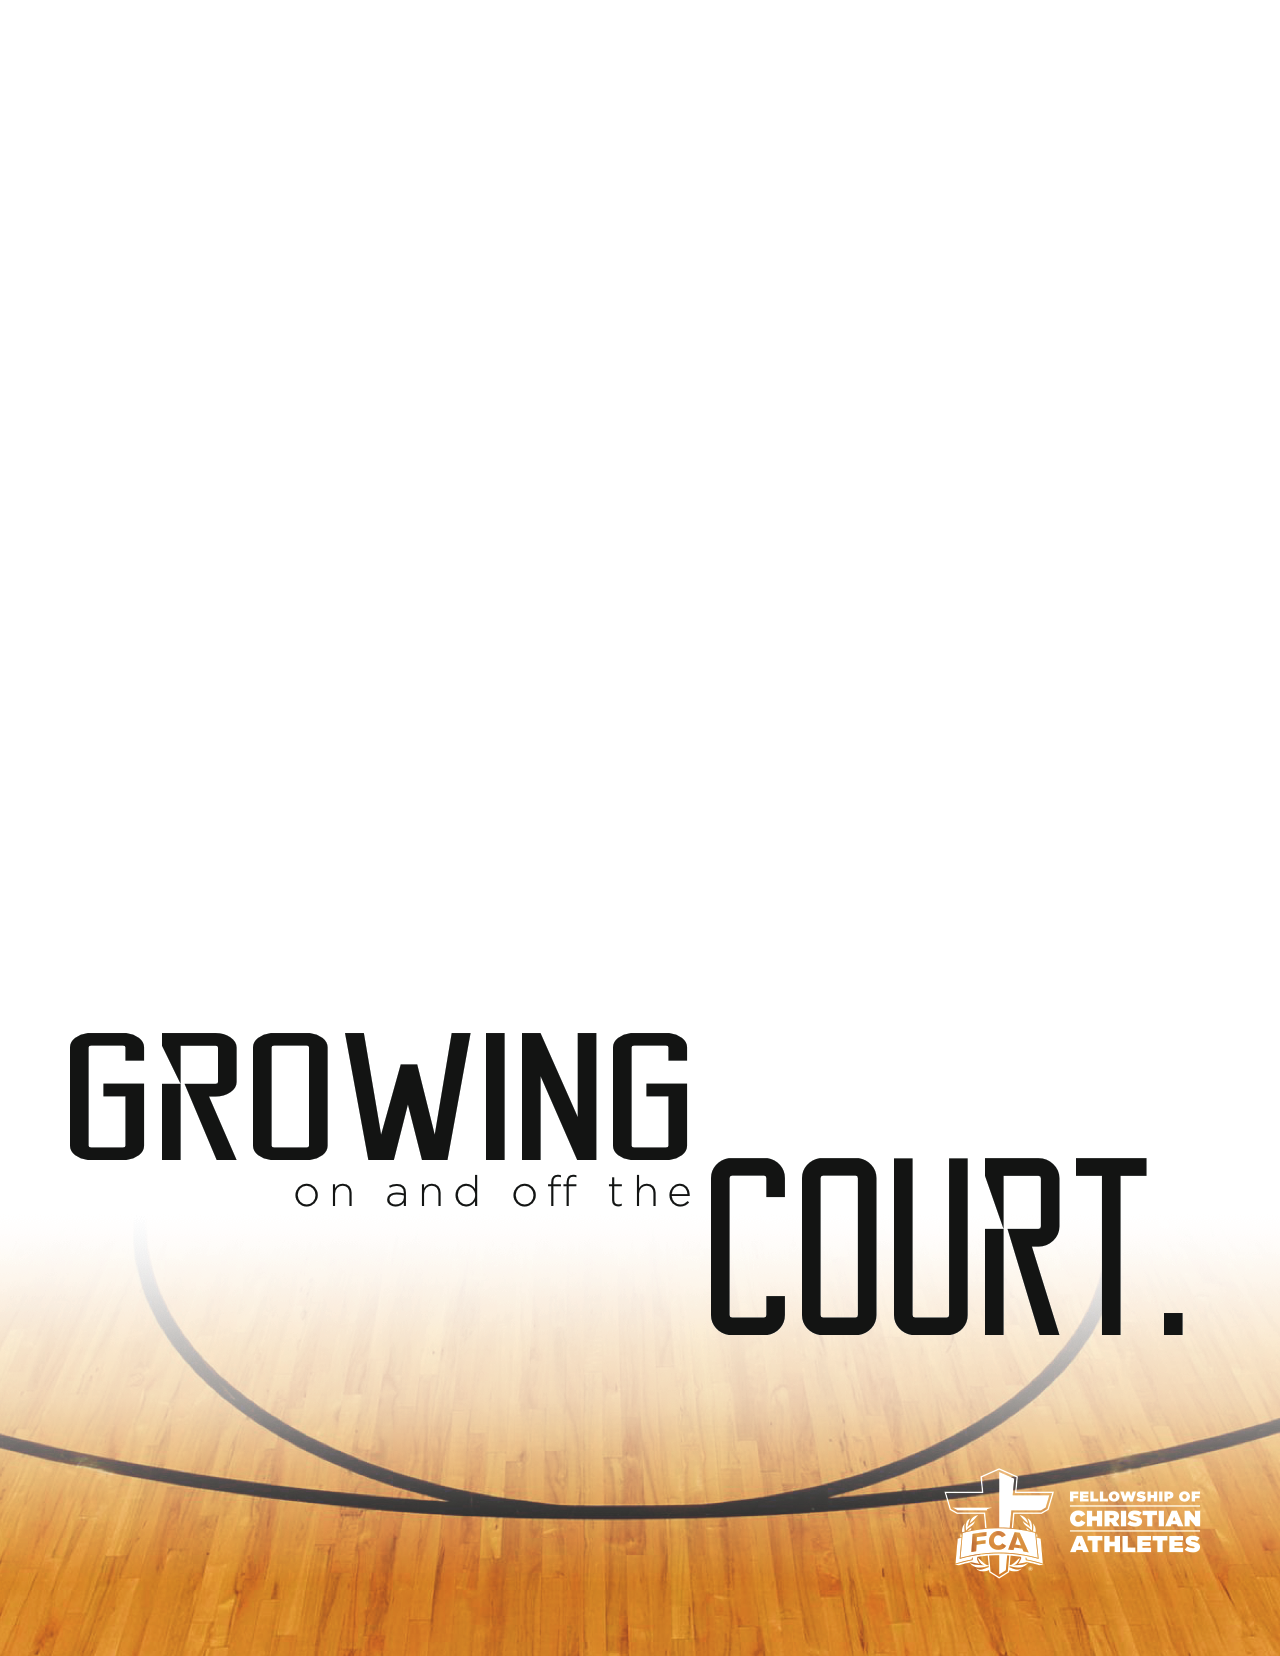 GROWING
on and off the
COURT.
FCA
FELLOWSHIP OF
CHRISTIAN
ATHLETES